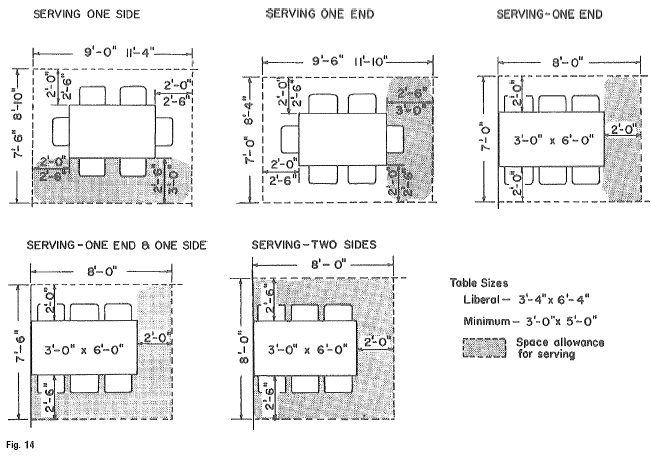 SERVING ONE SIDE
9'-0" 11'-4"
2'-0"
2'-6"
2'-0"
2'-6"
7'-6" 8'-10"
2'-0"
2'-6"
2'-6"
3'-0"
SERVING ONE END
9'-6" 11'-10"
2'-0"
2'-6"
2'-6"
3'-0"
7'-0" 8'-4"
2'-0"
2'-6"
2'-0"
2'-6"
SERVING-ONE END
8'-0"
2'-0"
7'-0"
3'-0" x 6'-0"
2'-0"
2'-0"
SERVING-ONE END & ONE SIDE
8'-0"
2'-0"
7'-6"
3'-0" x 6'-0"
2'-0"
2'-6"
SERVING-TWO SIDES
8'-0"
2'-6"
8'-0"
3'-0" x 6'-0"
2'-0"
2'-6"
Table Sizes
Liberal- 3'-4" x 6'-4"
Minimum- 3'-0" x 5'-0"
Space allowance
for serving
Fig. 14